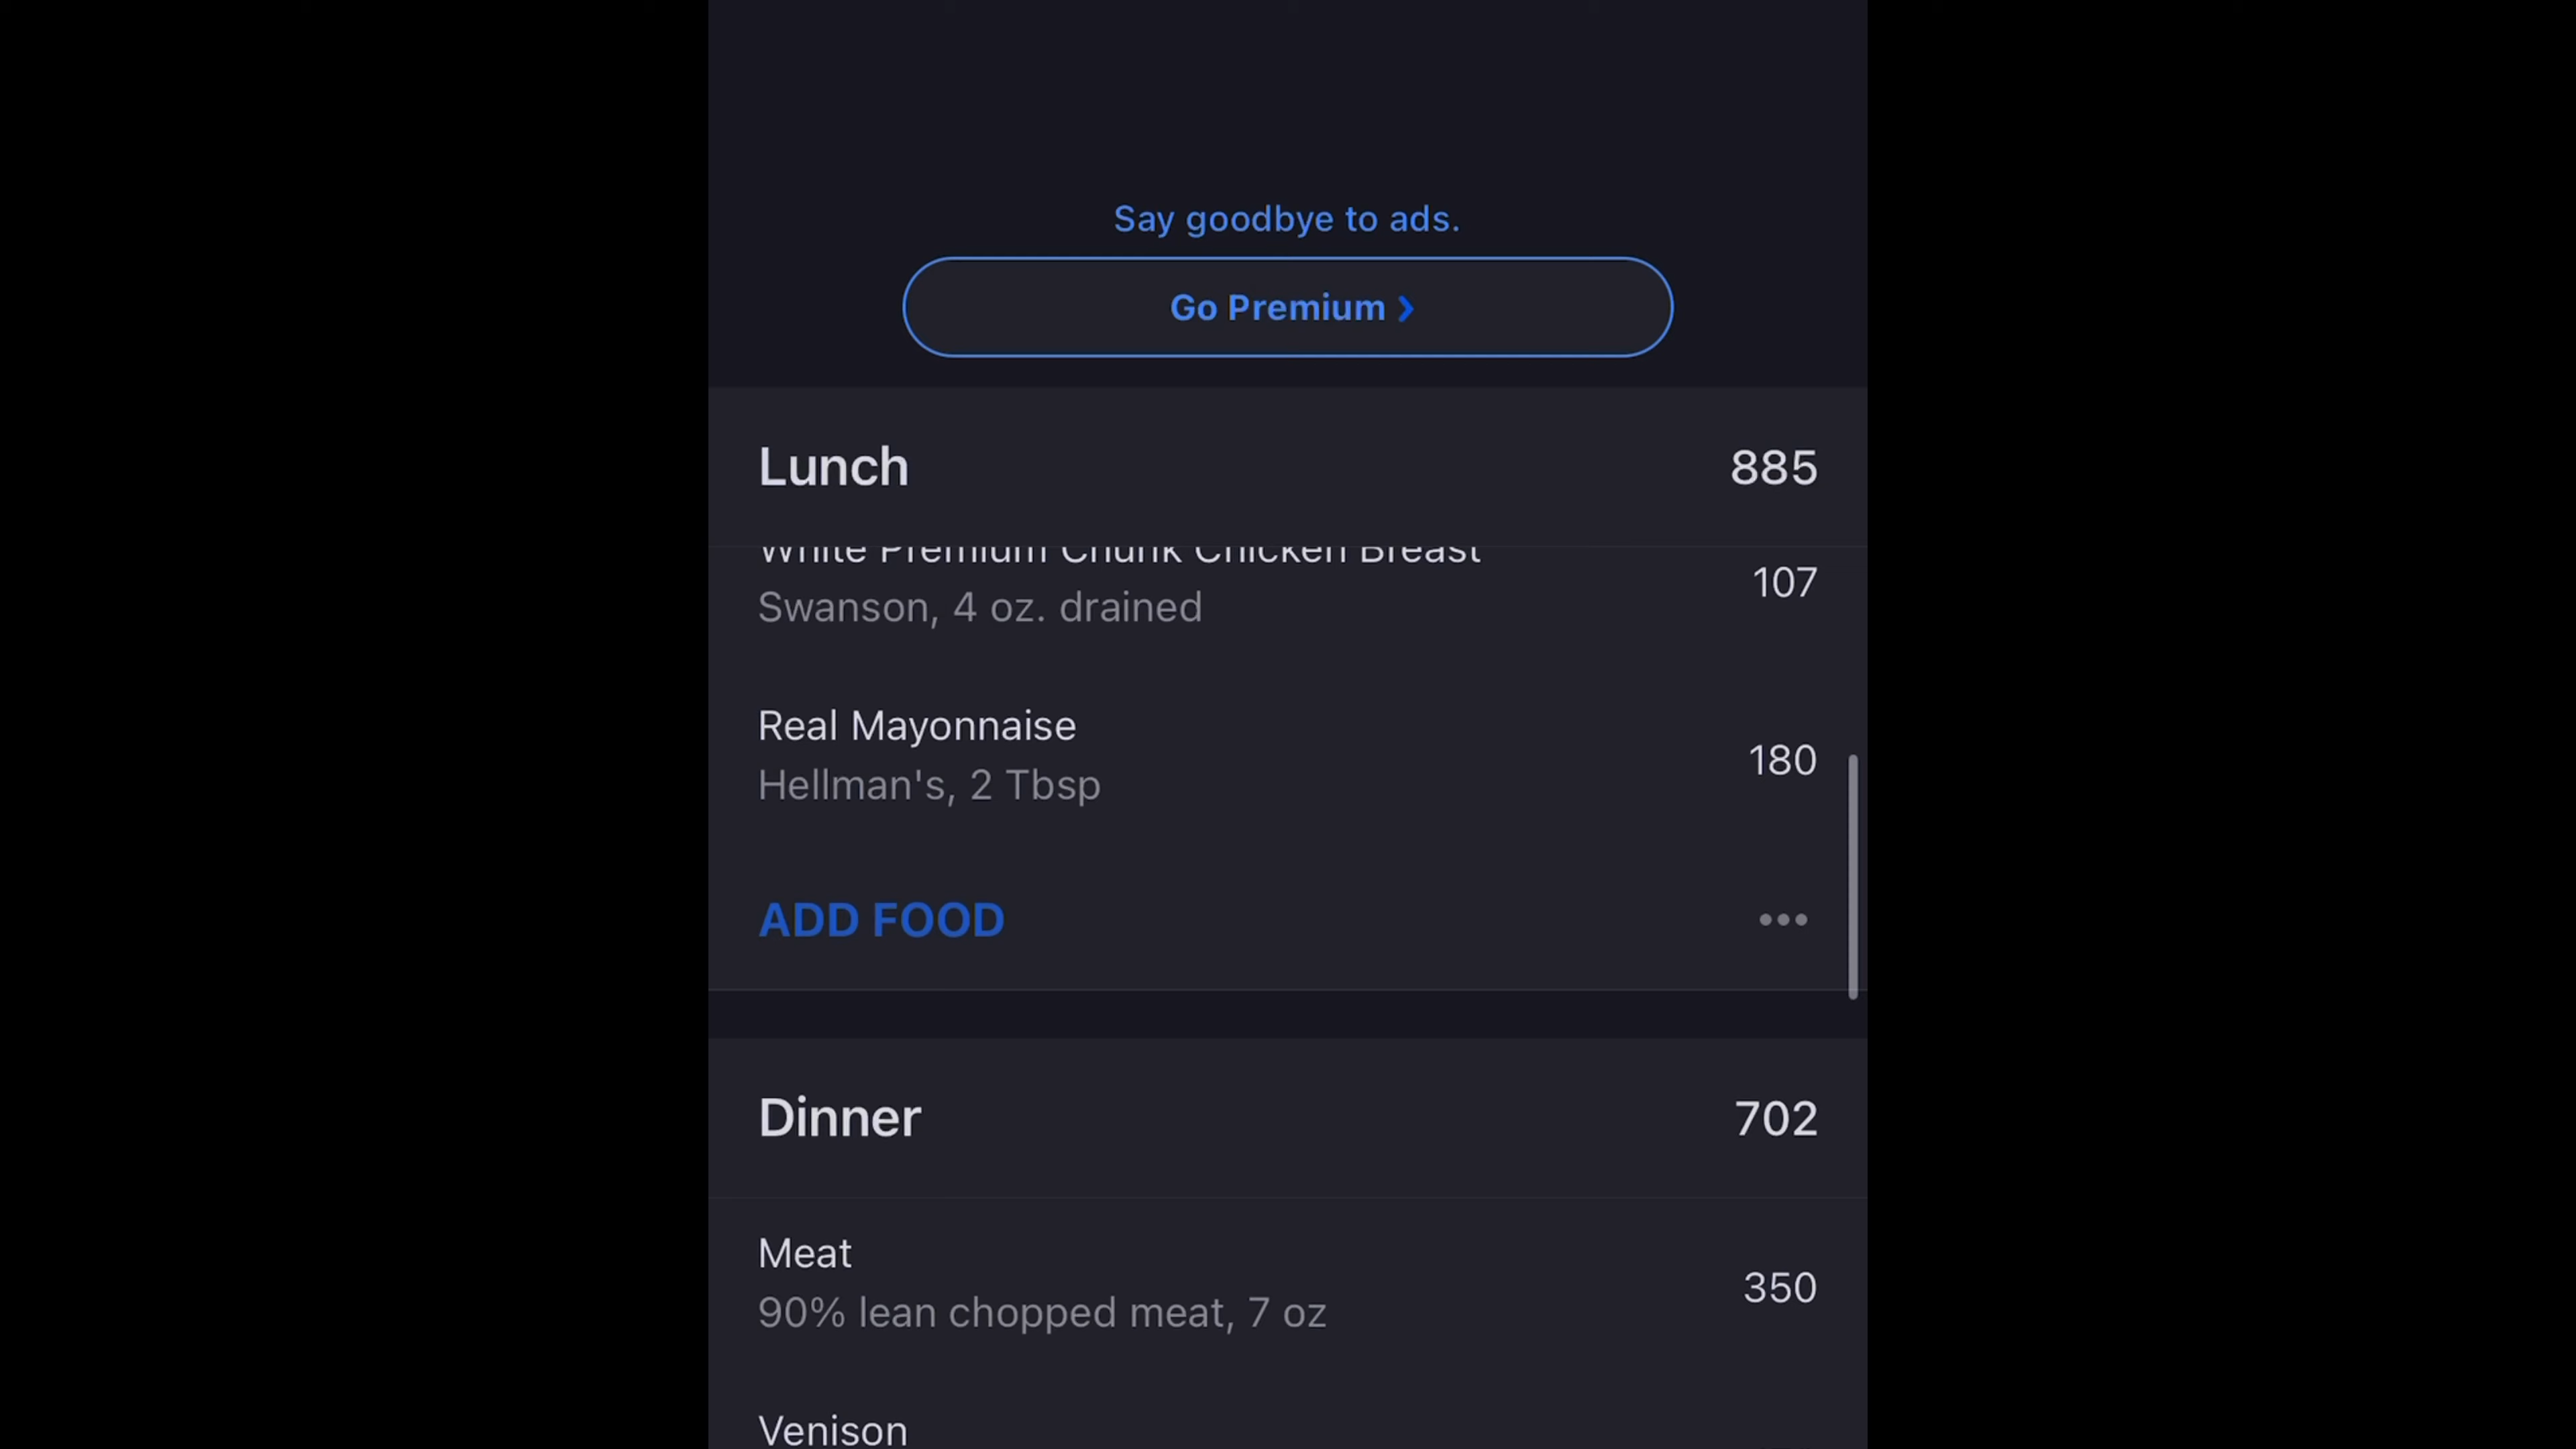 Say goodbye to ads.
Go Premium >
Lunch 885
White Premium Chunk Chicken Breast
107
Swanson, 4 oz. drained
Real Mayonnaise
180
Hellman's, 2 Tbsp
ADD FOOD
Dinner 702
Meat
350
90% lean chopped meat, 7 oz
Venison